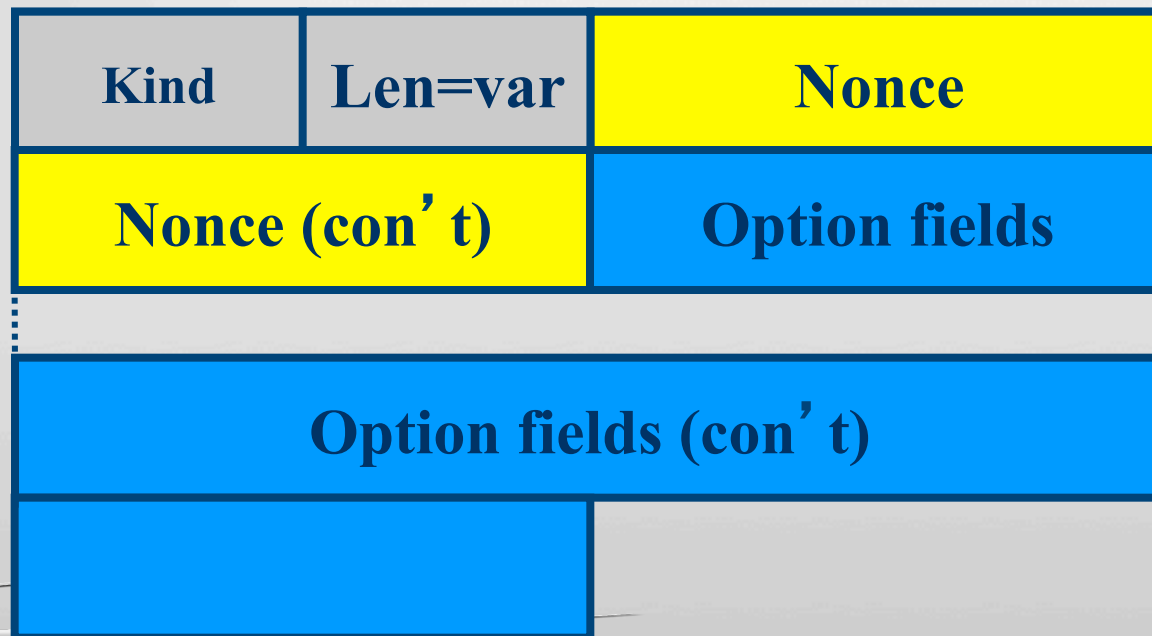 Kind Len=var Nonce
Nonce (con’ t) Option fields
Option fields (con’ t)